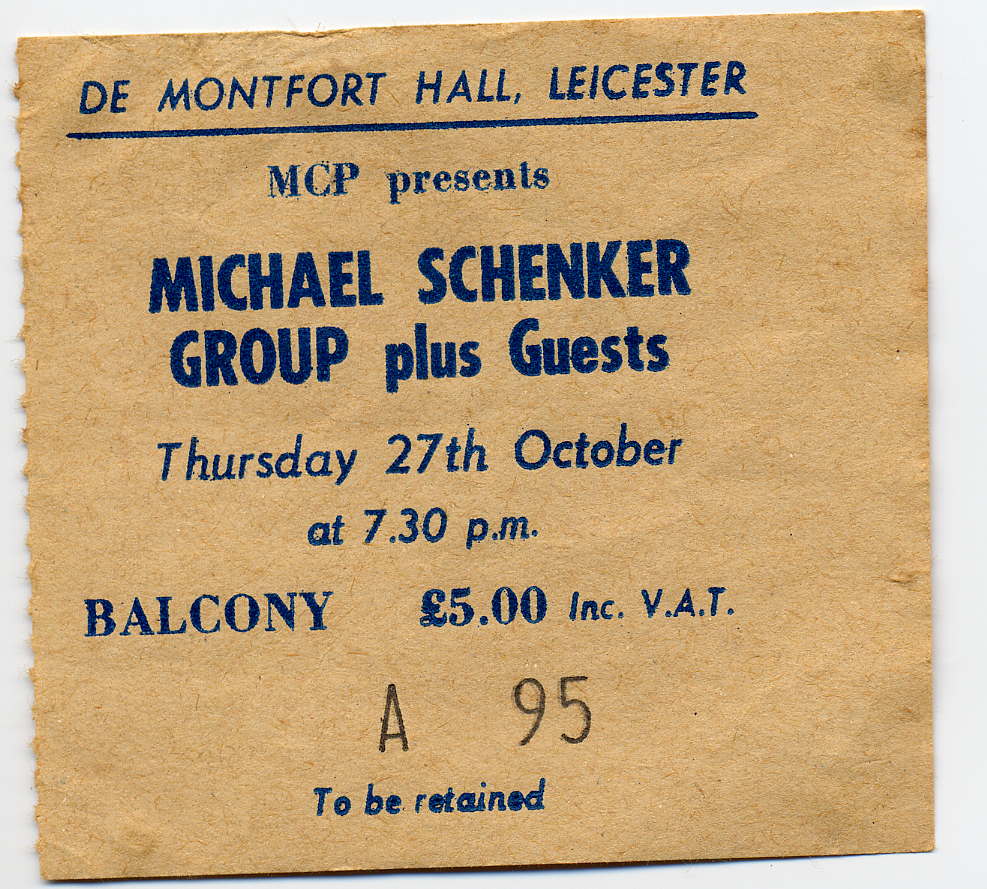 DE MONTFORT HALL, LEICESTER
MCP presents
MICHAEL SCHENKER
GROUP plus Guests
Thursday 27th October
at 7.30 p.m.
BALCONY £5.00 Inc. V.A.T.
A 95
To be retained